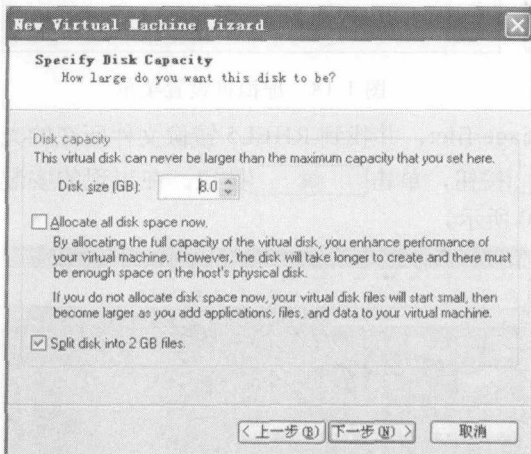 New Virtual Machine Wizard
Specify Disk Capacity
How large do you want this disk to be?
Disk capacity
This virtual disk can never be larger than the maximum capacity that you set here.
Disk size (GB): 8.0
Allocate all disk space now.
By allocating the full capacity of the virtual disk, you enhance performance of
your virtual machine. However, the disk will take longer to create and there must
be enough space on the host's physical disk.
If you do not allocate disk space now, your virtual disk files will start small, then
become larger as you add applications, files, and data to your virtual machine.
Split disk into 2 GB files.
< 上一步(B) 下一步(N) > 取消